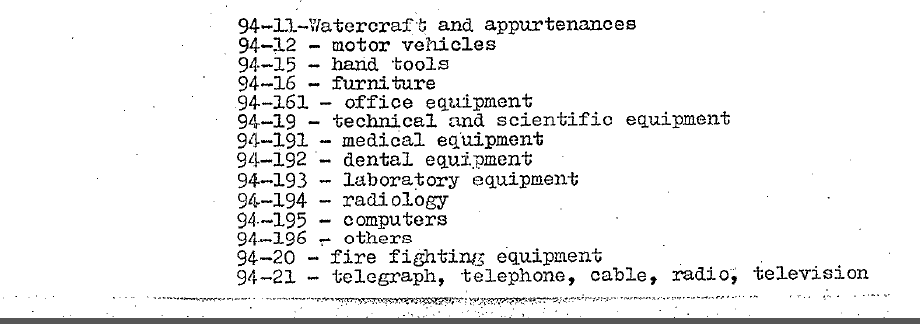 94-11-Watercraft and appurtenances
94-12 - motor vehicles
94-15 - hand tools
94-16 - furniture
94-161 - office equipment
94-19 - technical and scientific equipment
94-191 - medical equipment
94-192 - dental equipment
94-193 - laboratory equipment
94-194 - radiology
94-195 - computers
94-196 - others
94-20 - fire fighting equipment
94-21 - telegraph, telephone, cable, radio, television